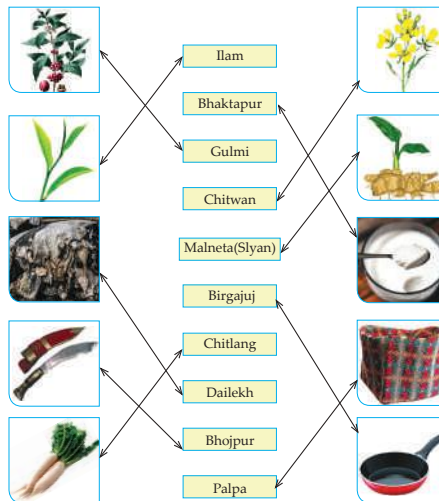 Ilam
Bhaktapur
Gulmi
Chitwan
Malneta(Slyan)
Birgajuj
Chitlang
Dailekh
Bhojpur
Palpa